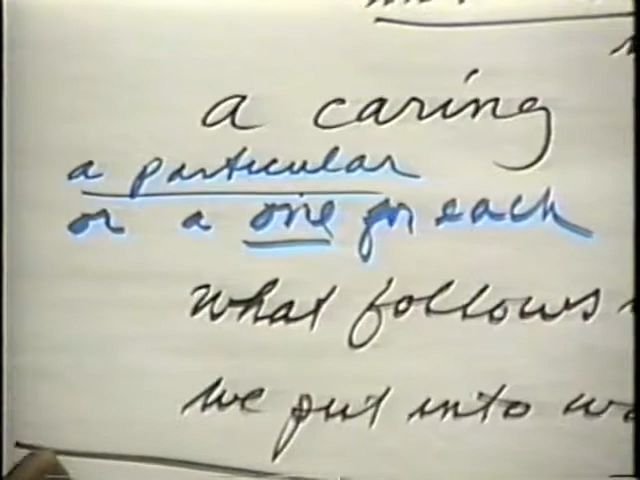 a caring
a particular
or a one for each
what follows
we put into